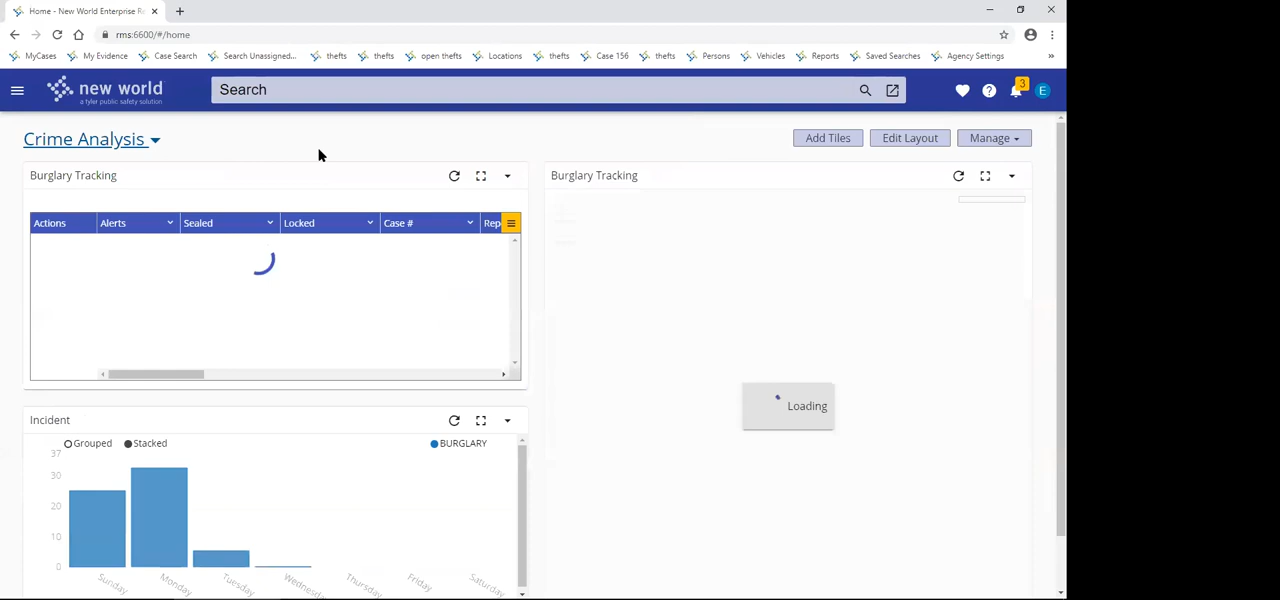 Home - New World Enterprise Re
rms:6600/#/home
MyCases My Evidence Case Search Search Unassigned... thefts thefts open thefts Locations thefts Case 156 thefts Persons Vehicles Reports Saved Searches Agency Settings »
new world
a tyler public safety solution
Search
3
E
Crime Analysis
Add Tiles Edit Layout Manage
Burglary Tracking
Actions Alerts Sealed Locked Case # Rep
Burglary Tracking
Loading
Incident
Grouped Stacked BURGLARY
37
30
20
10
0
Sunday Monday Tuesday Wednesday Thursday Friday Saturday